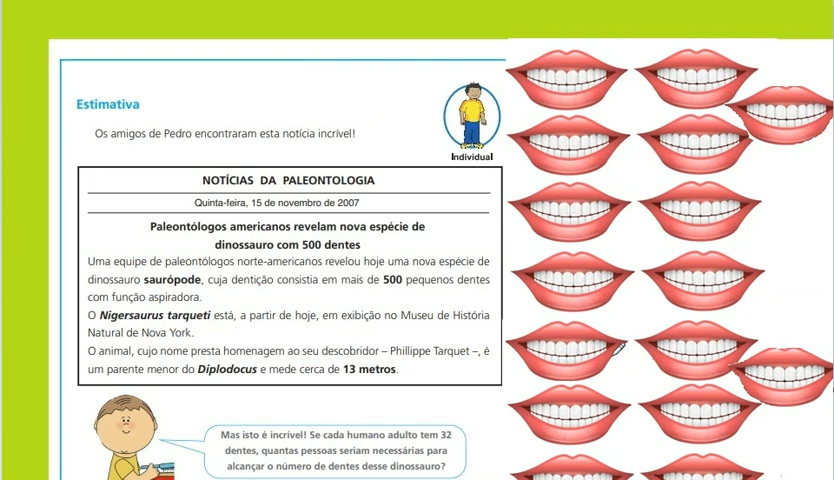 Estimativa
Os amigos de Pedro encontraram esta notícia incrível!
Individual
NOTÍCIAS DA PALEONTOLOGIA
Quinta-feira, 15 de novembro de 2007
Paleontólogos americanos revelam nova espécie de
dinossauro com 500 dentes
Uma equipe de paleontólogos norte-americanos revelou hoje uma nova espécie de
dinossauro saurópode, cuja dentição consistia em mais de 500 pequenos dentes
com função aspiradora.
O Nigersaurus tarqueti está, a partir de hoje, em exibição no Museu de História
Natural de Nova York.
O animal, cujo nome presta homenagem ao seu descobridor – Phillippe Tarquet –, é
um parente menor do Diplodocus e mede cerca de 13 metros.
Mas isto é incrível! Se cada humano adulto tem 32
dentes, quantas pessoas seriam necessárias para
alcançar o número de dentes desse dinossauro?